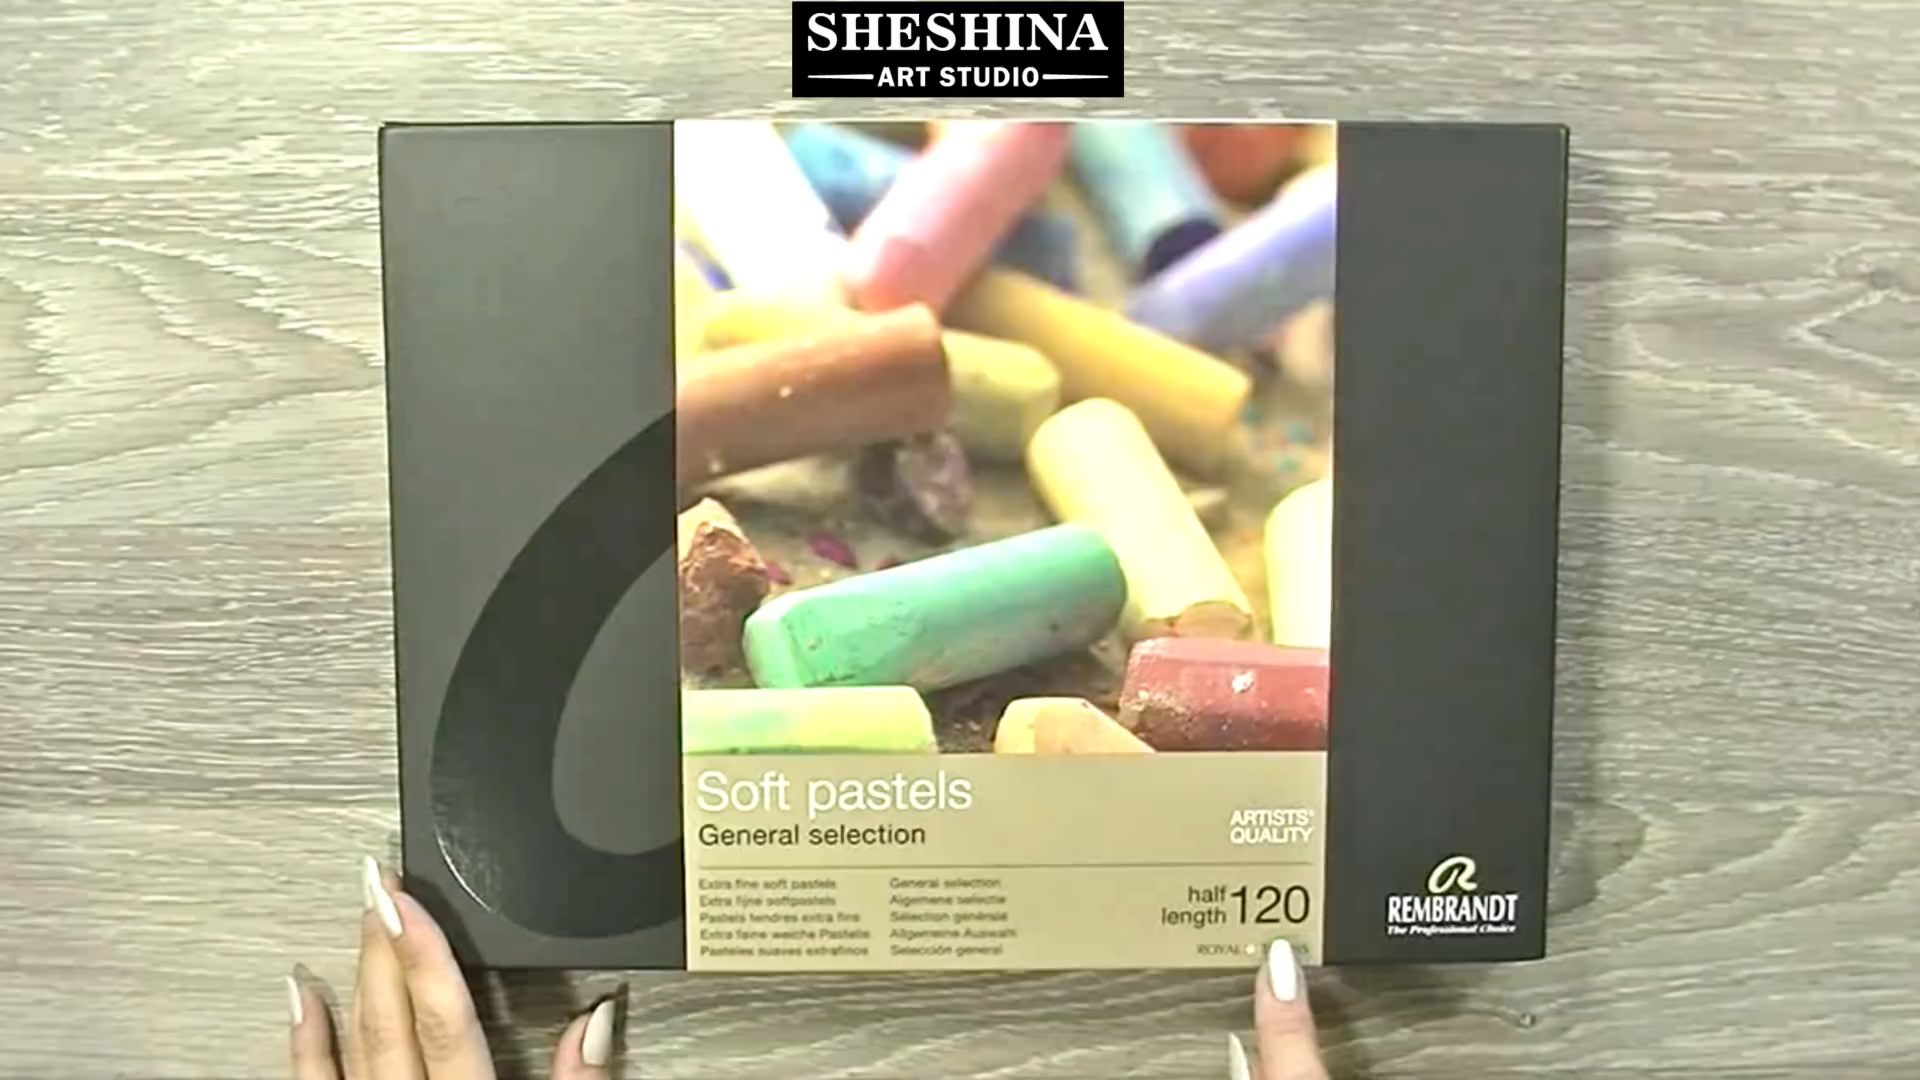 SHESHINA
ART STUDIO
Soft pastels
General selection
ARTISTS'
QUALITY
Extra fine soft pastels
Extra fijne softpastels
Pastels tendres extra fins
Extra feine weiche Pastelle
Pasteles suaves extrafinos
General selection
Algemene selectie
Sélection générale
Allgemeine Auswahl
Selección general
half
length 120
ROYAL
REMBRANDT
The Professional Choice